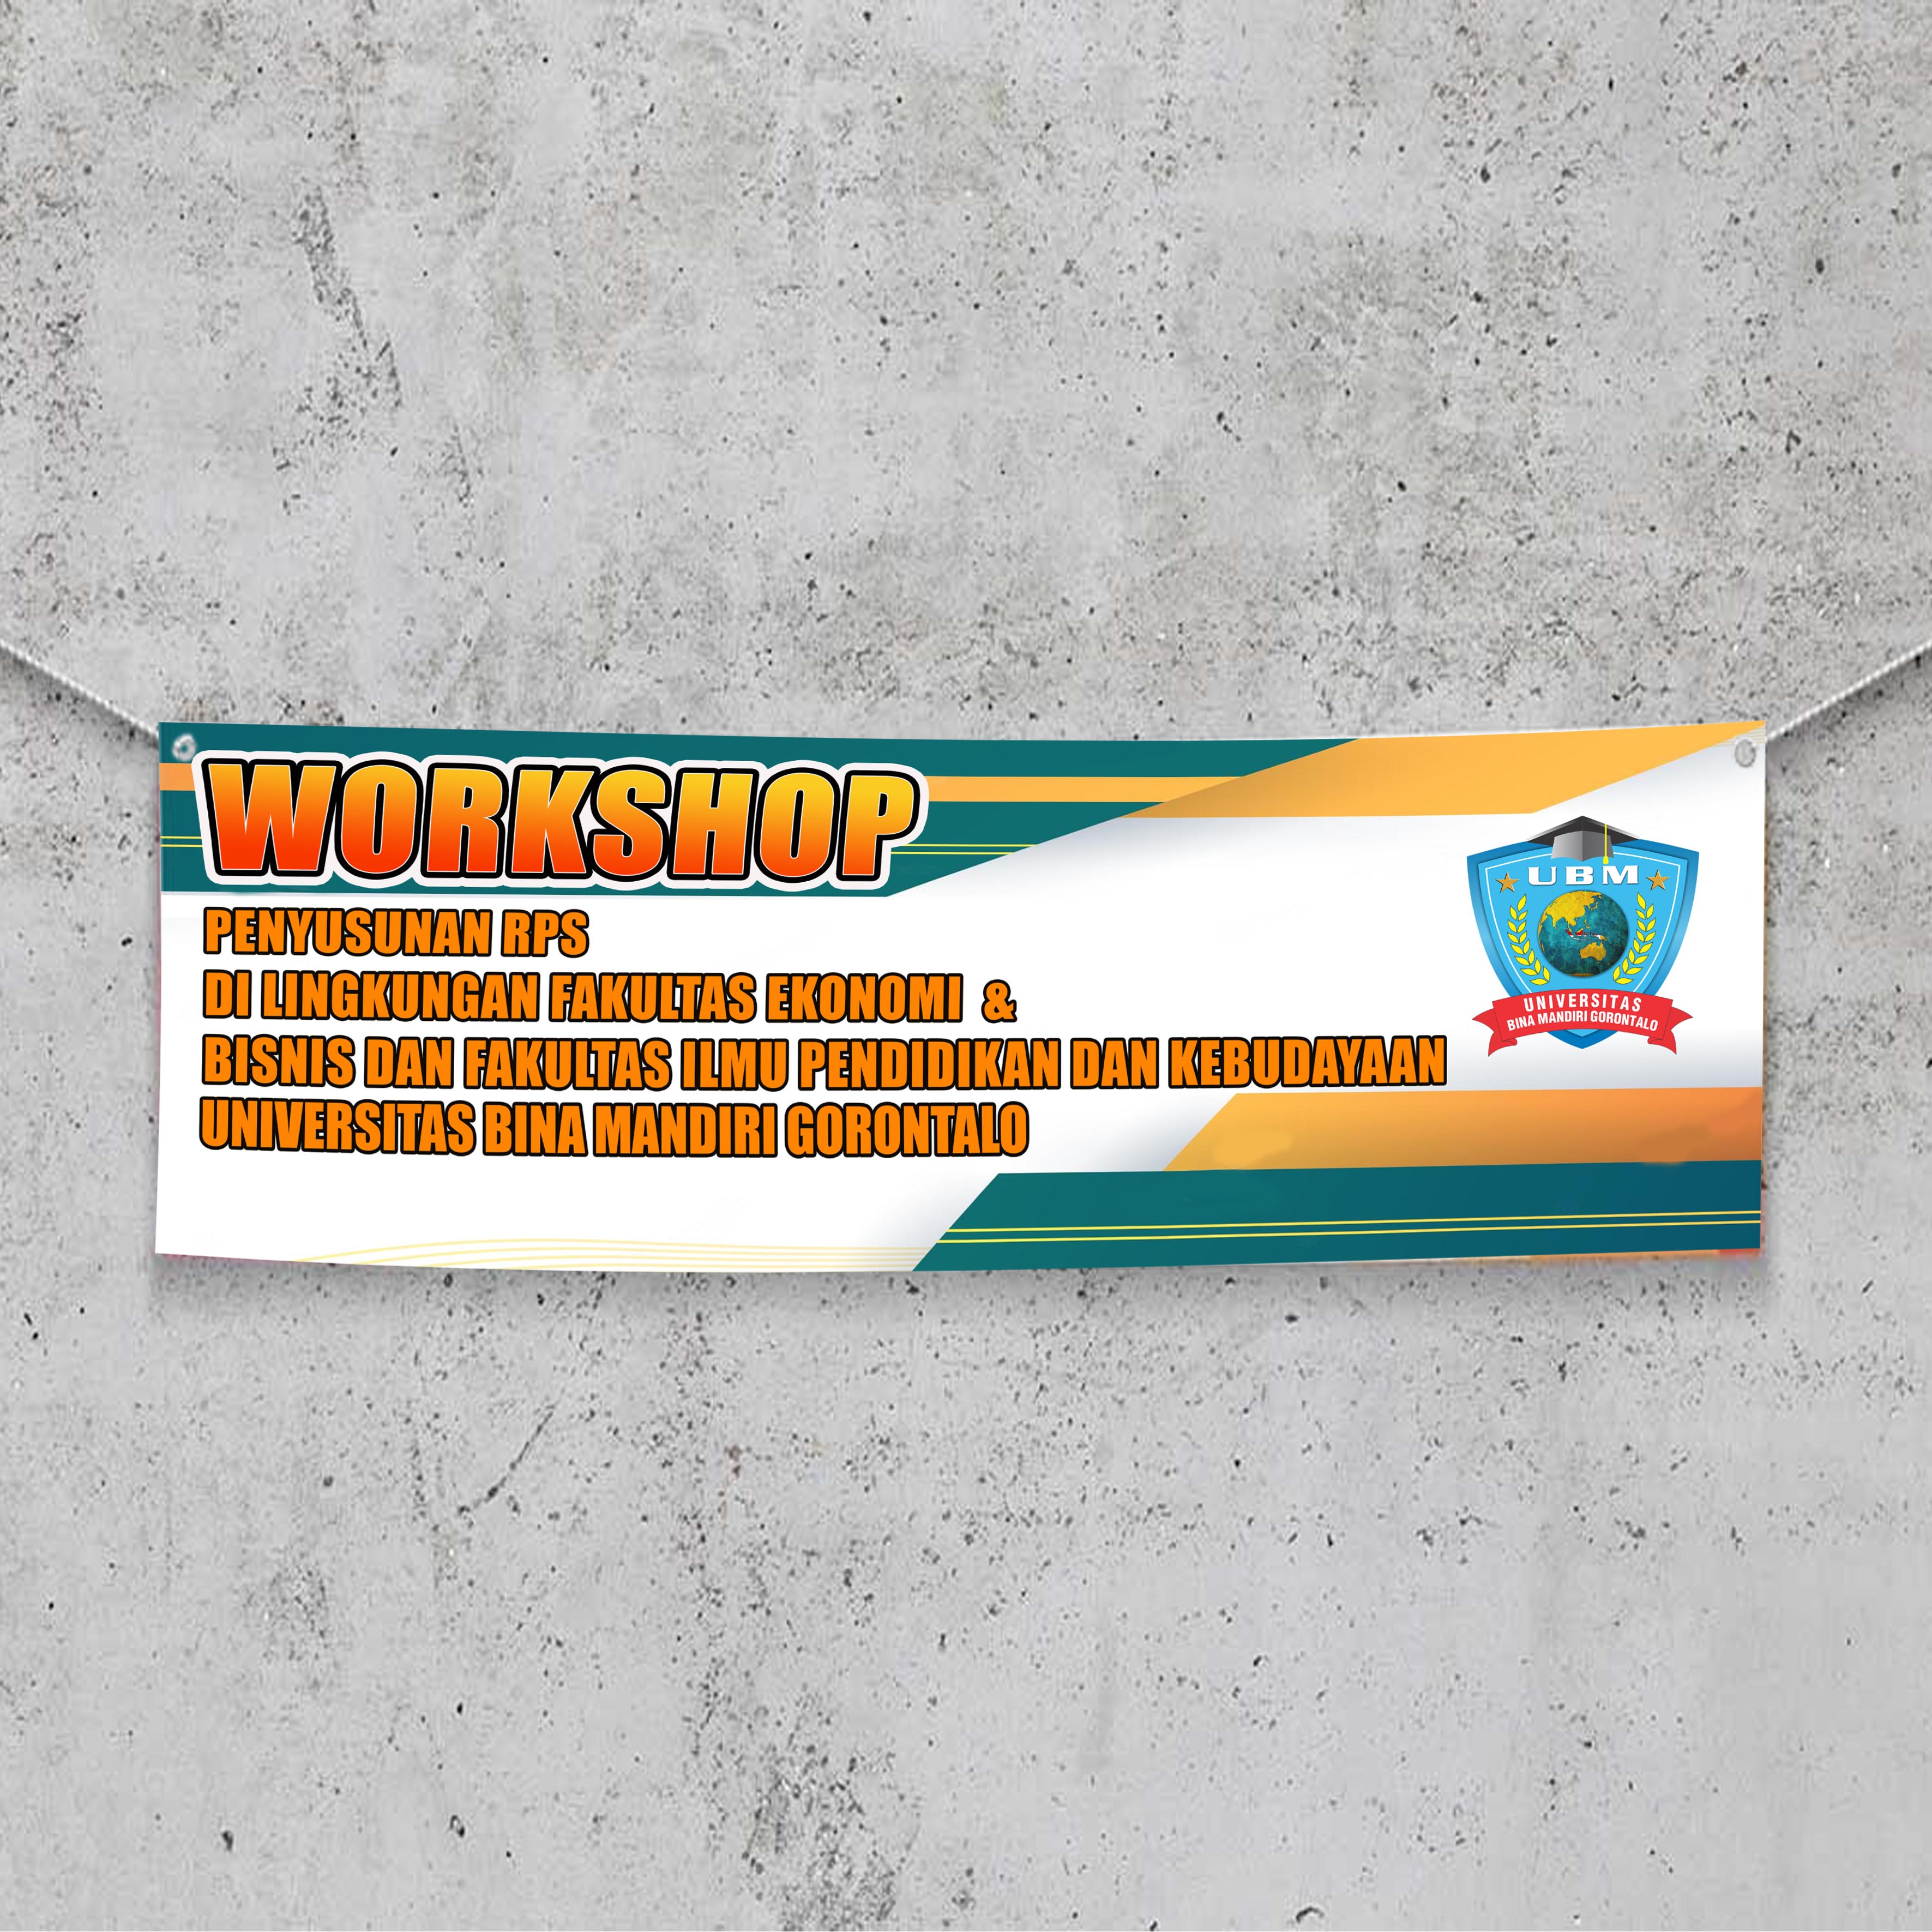 WORKSHOP
PENYUSUNAN RPS
DI LINGKUNGAN FAKULTAS EKONOMI &
BISNIS DAN FAKULTAS ILMU PENDIDIKAN DAN KEBUDAYAAN
UNIVERSITAS BINA MANDIRI GORONTALO
UBM
UNIVERSITAS
BINA MANDIRI GORONTALO